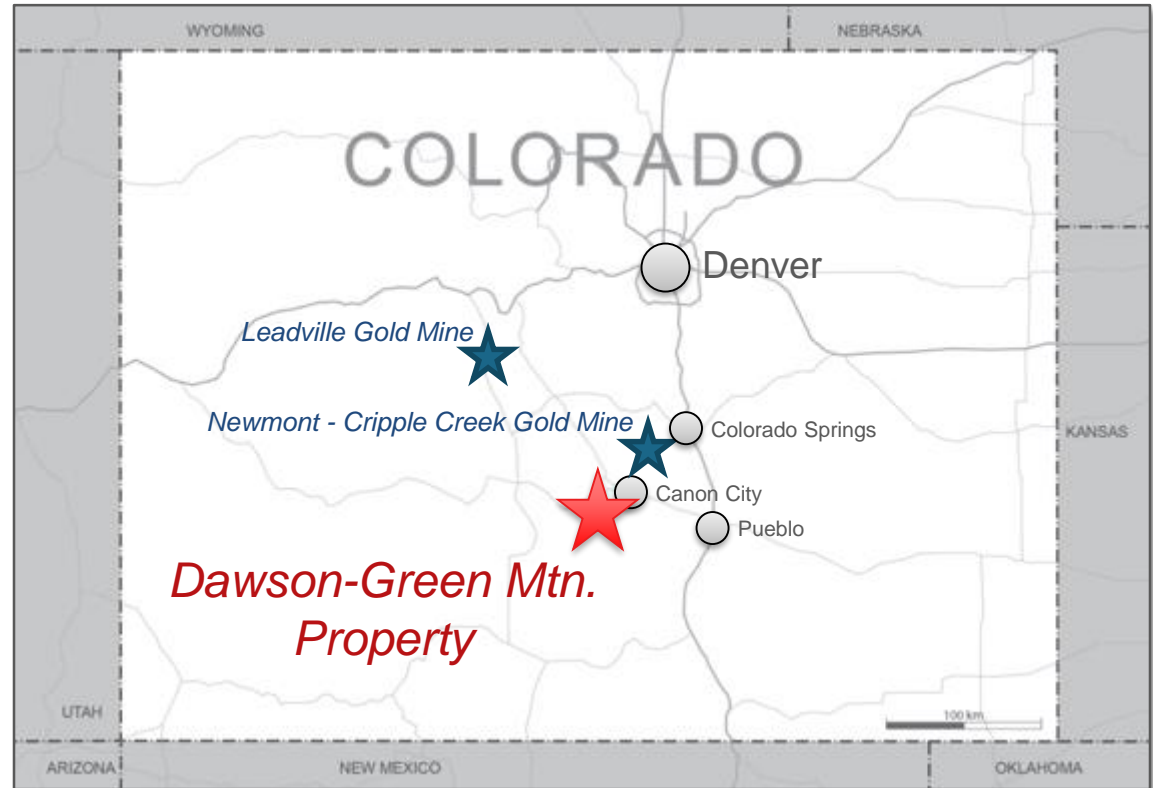 WYOMING
NEBRASKA
COLORADO
Denver
Leadville Gold Mine
Newmont - Cripple Creek Gold Mine
Colorado Springs
KANSAS
Canon City
Pueblo
Dawson-Green Mtn.
Property
UTAH
100 km
ARIZONA
NEW MEXICO
OKLAHOMA